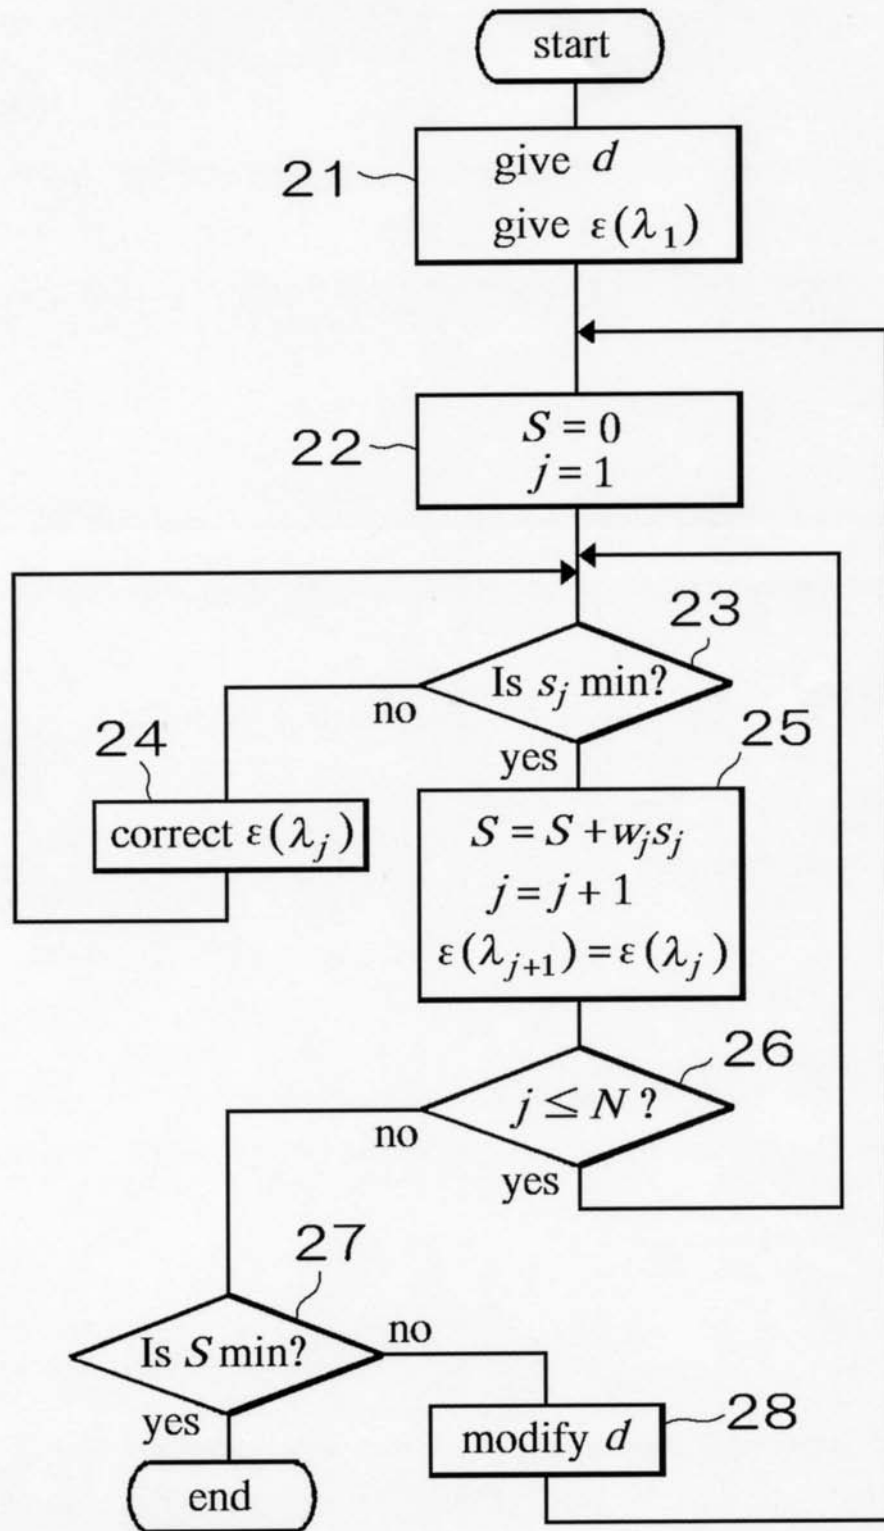 start
21
give d
give ε(λ₁)
22
S = 0
j = 1
23
Is sⱼ min?
no
yes
24
correct ε(λⱼ)
25
S = S + wⱼsⱼ
j = j + 1
ε(λⱼ₊₁) = ε(λⱼ)
26
j ≤ N ?
no
yes
27
Is S min?
no
yes
28
modify d
end